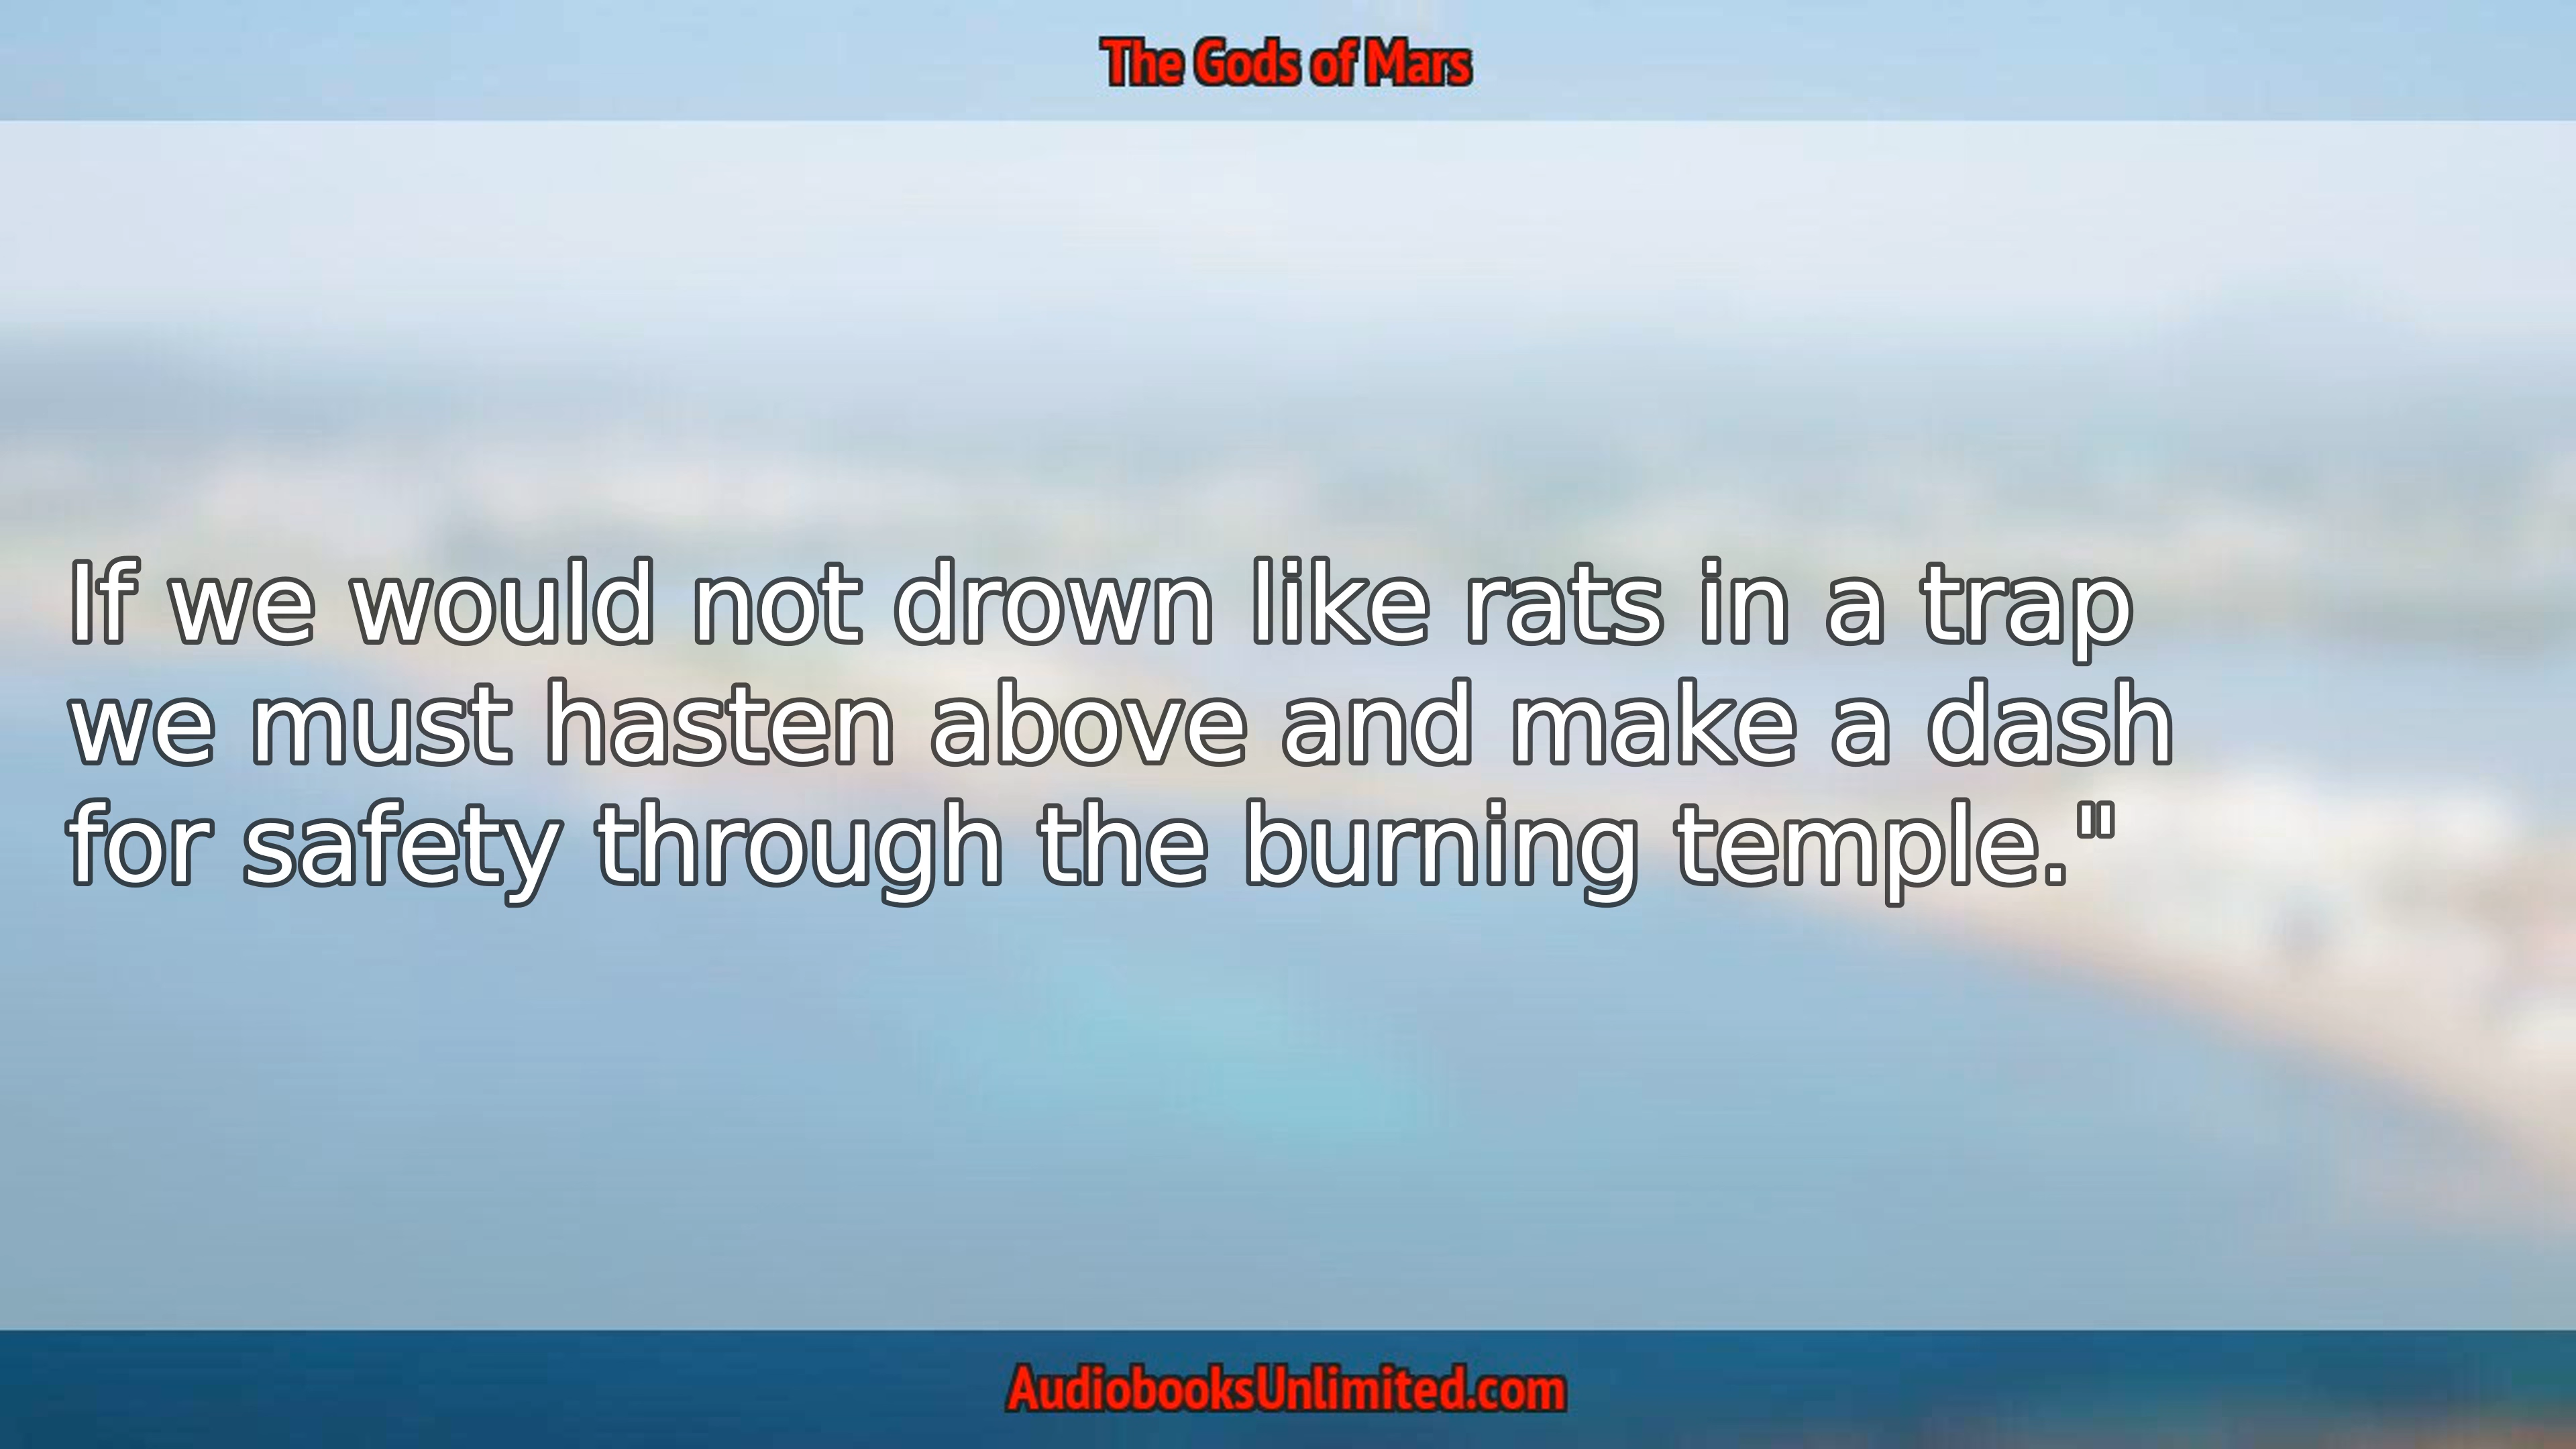 The Gods of Mars
If we would not drown like rats in a trap
we must hasten above and make a dash
for safety through the burning temple."
AudiobooksUnlimited.com